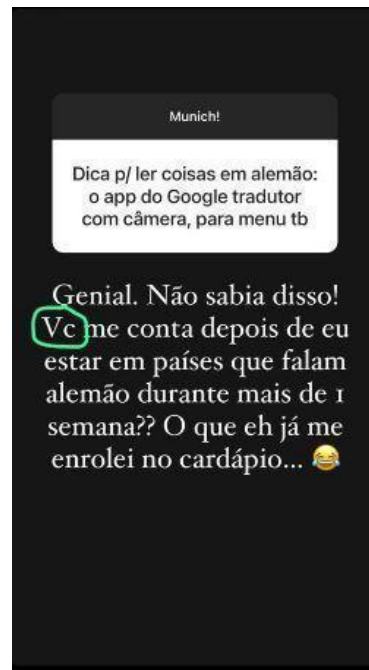 Munich!
Dica p/ ler coisas em alemão:
o app do Google tradutor
com câmera, para menu tb
Genial. Não sabia disso!
Vc me conta depois de eu
estar em países que falam
alemão durante mais de 1
semana?? O que eh já me
enrolei no cardápio... 😂